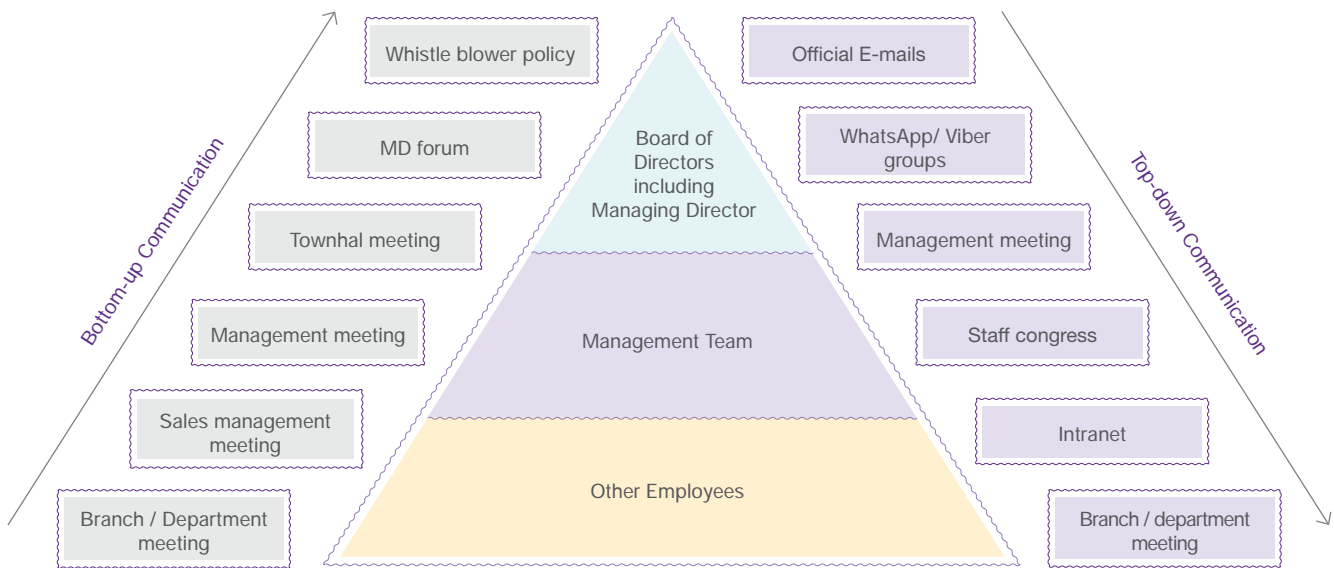 Bottom-up Communication
Whistle blower policy
MD forum
Townhal meeting
Management meeting
Sales management
meeting
Branch / Department
meeting
Board of
Directors
including
Managing Director
Management Team
Other Employees
Official E-mails
WhatsApp/ Viber
groups
Management meeting
Staff congress
Intranet
Branch / department
meeting
Top-down Communication